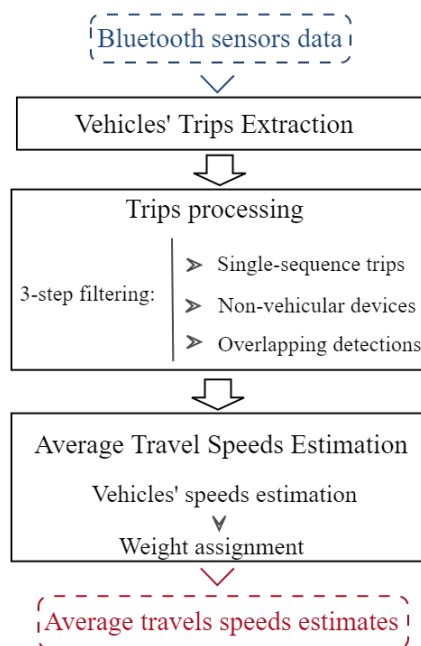 Bluetooth sensors data
Vehicles' Trips Extraction
Trips processing
3-step filtering:
Single-sequence trips
Non-vehicular devices
Overlapping detections
Average Travel Speeds Estimation
Vehicles' speeds estimation
Weight assignment
Average travels speeds estimates